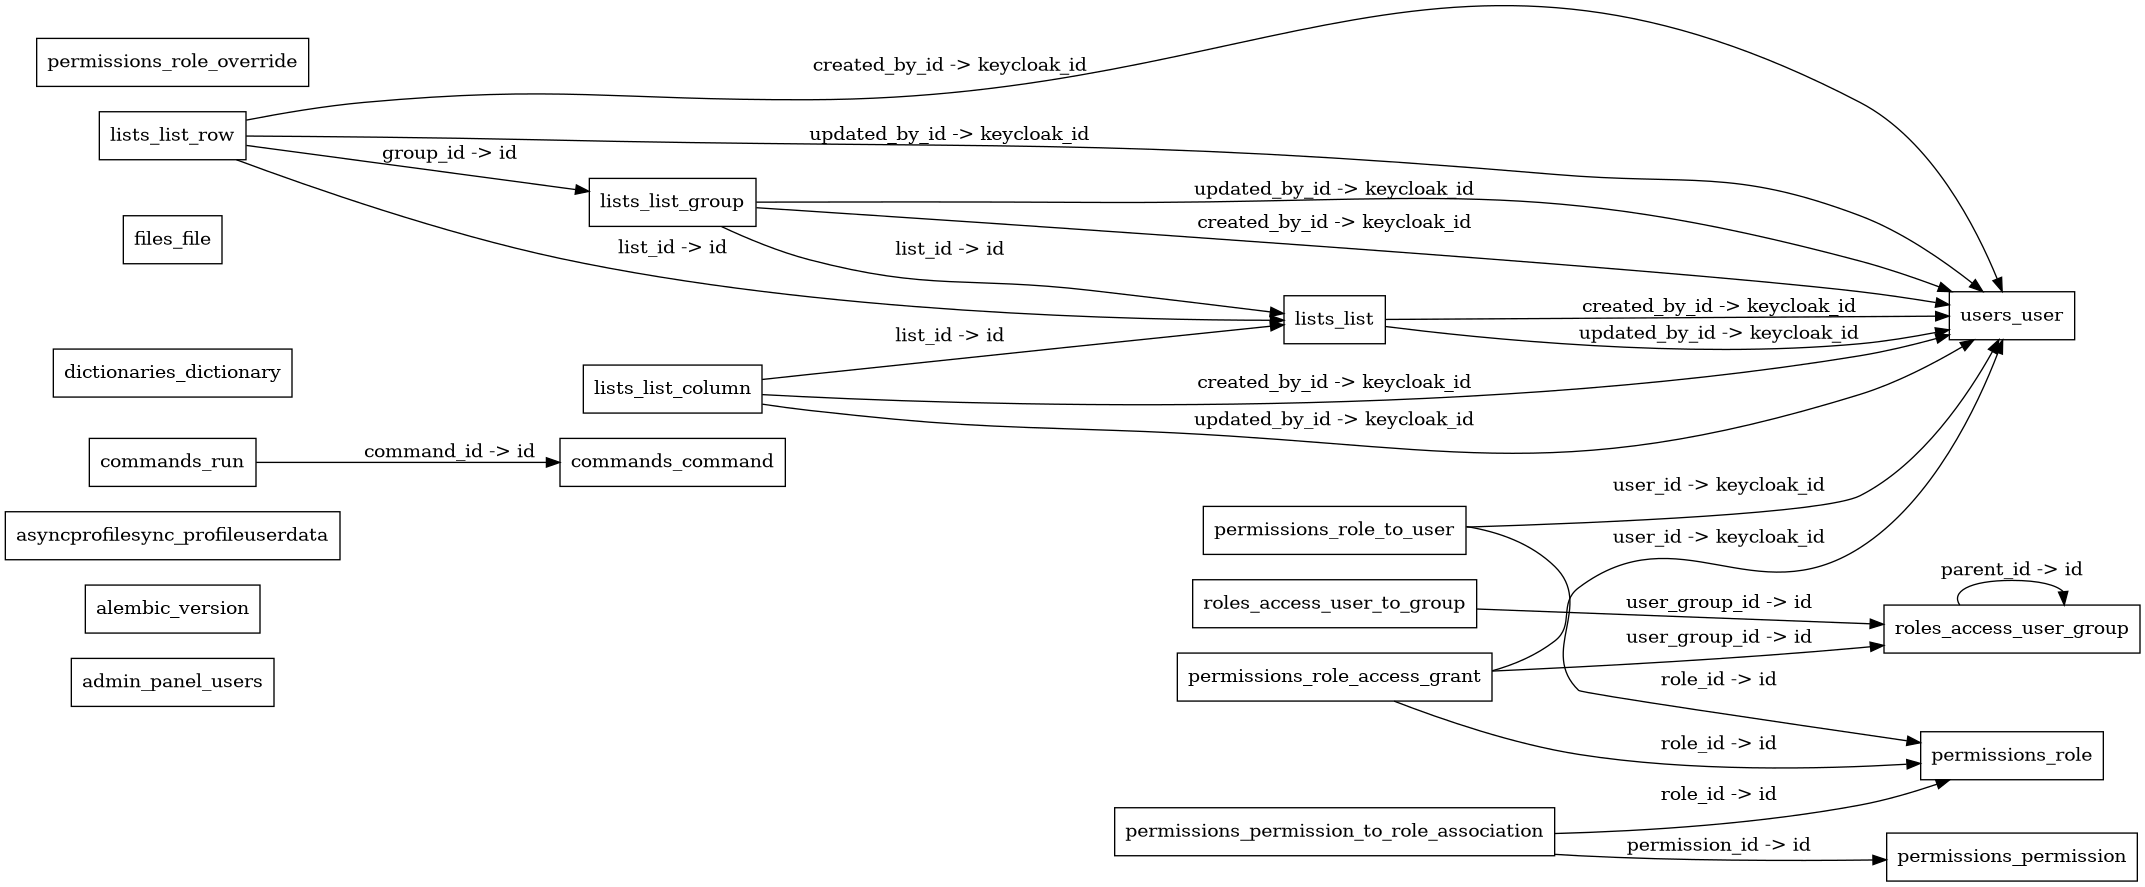 permissions_role_override
created_by_id -> keycloak_id
lists_list_row
updated_by_id -> keycloak_id
group_id -> id
lists_list_group
updated_by_id -> keycloak_id
created_by_id -> keycloak_id
files_file
list_id -> id
list_id -> id
lists_list
created_by_id -> keycloak_id
users_user
updated_by_id -> keycloak_id
list_id -> id
dictionaries_dictionary
lists_list_column
created_by_id -> keycloak_id
updated_by_id -> keycloak_id
commands_run
command_id -> id
commands_command
user_id -> keycloak_id
asyncprofilesync_profileuserdata
permissions_role_to_user
user_id -> keycloak_id
parent_id -> id
alembic_version
roles_access_user_to_group
user_group_id -> id
roles_access_user_group
user_group_id -> id
admin_panel_users
permissions_role_access_grant
role_id -> id
role_id -> id
permissions_role
role_id -> id
permissions_permission_to_role_association
permission_id -> id
permissions_permission